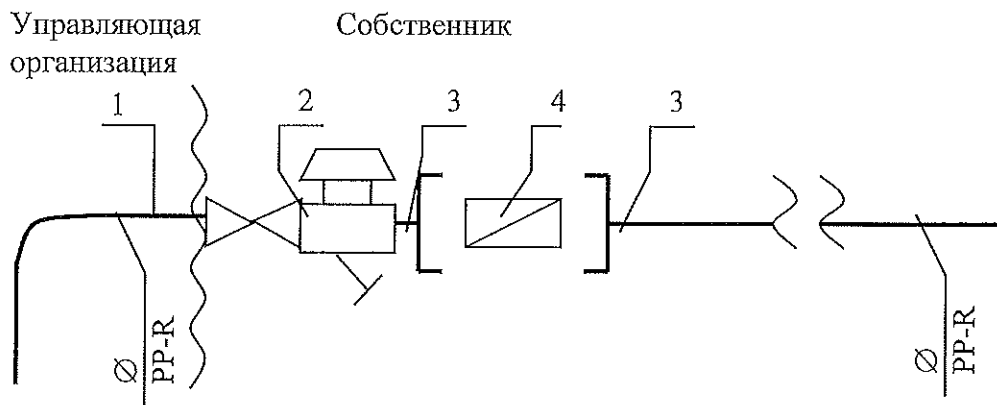 Управляющая
организация
Собственник
1
2
3
4
3
Ø
PP-R
Ø
PP-R